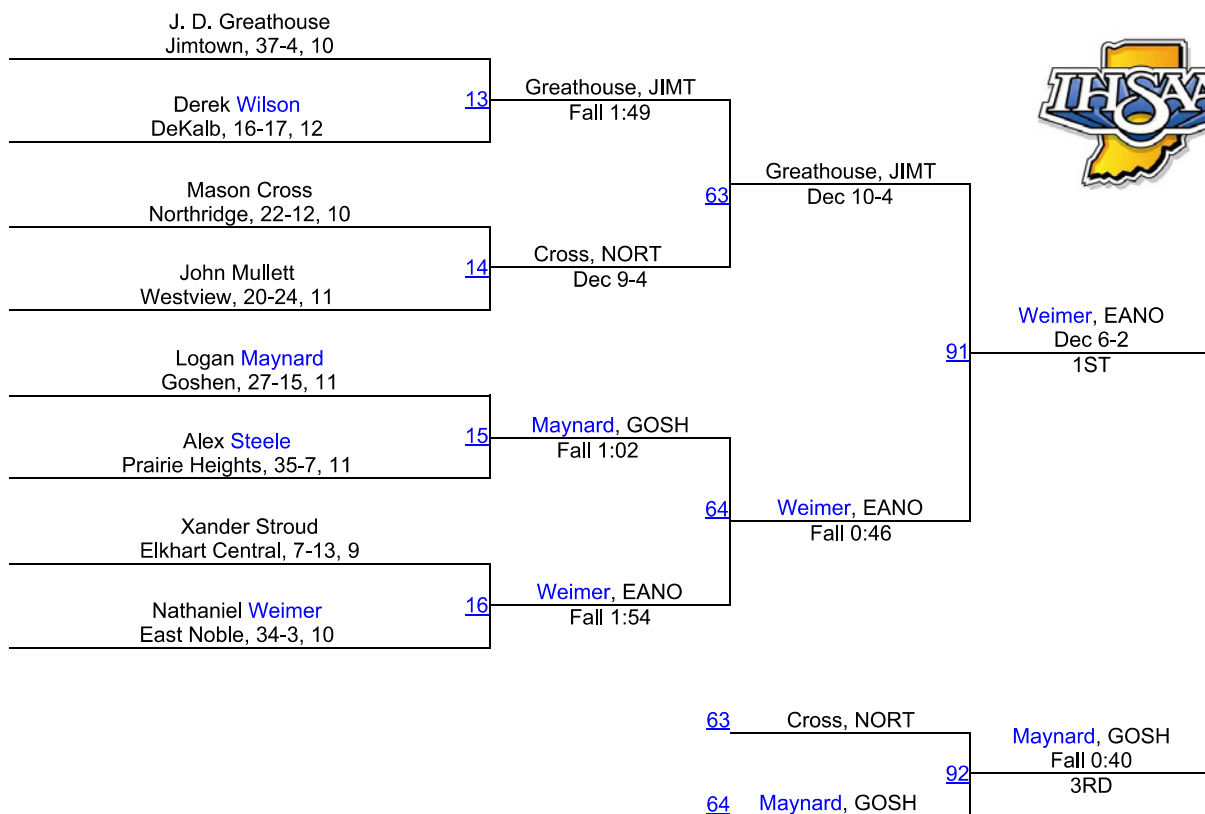 J. D. Greathouse
Jimtown, 37-4, 10
Derek Wilson
DeKalb, 16-17, 12
13
Greathouse, JIMT
Fall 1:49
Mason Cross
Northridge, 22-12, 10
John Mullett
Westview, 20-24, 11
14
Cross, NORT
Dec 9-4
63
Greathouse, JIMT
Dec 10-4
Logan Maynard
Goshen, 27-15, 11
Alex Steele
Prairie Heights, 35-7, 11
15
Maynard, GOSH
Fall 1:02
Xander Stroud
Elkhart Central, 7-13, 9
Nathaniel Weimer
East Noble, 34-3, 10
16
Weimer, EANO
Fall 1:54
64
Weimer, EANO
Fall 0:46
91
Weimer, EANO
Dec 6-2
1ST
IHSAA
63
Cross, NORT
64
Maynard, GOSH
92
Maynard, GOSH
Fall 0:40
3RD